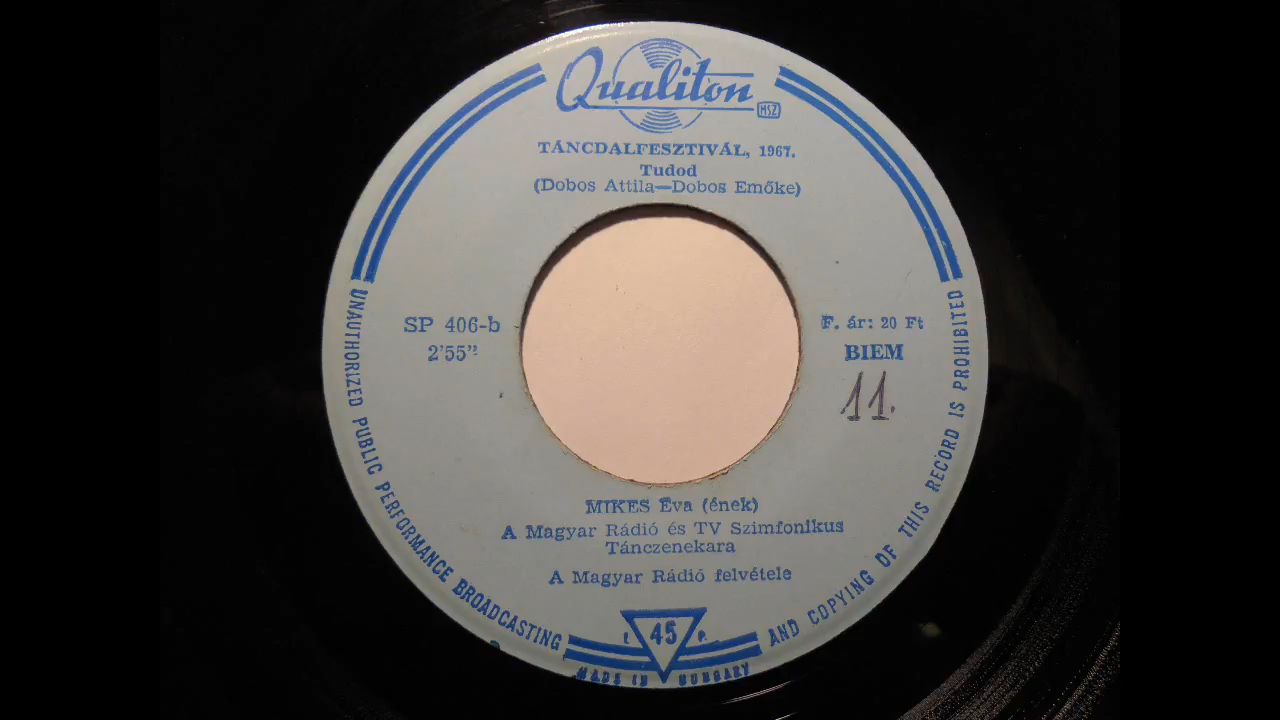 Qualiton
MSZ
TÁNCDALFESZTIVÁL, 1967.
Tudod
(Dobos Attila—Dobos Emőke)
SP 406-b
2'55"
F. ár: 20 Ft
BIEM
11.
MIKES Éva (ének)
A Magyar Rádió és TV Szimfonikus
Tánczenekara
A Magyar Rádió felvétele
45
MADE IN HUNGARY
UNAUTHORIZED PUBLIC PERFORMANCE BROADCASTING AND COPYING OF THIS RECORD IS PROHIBITED